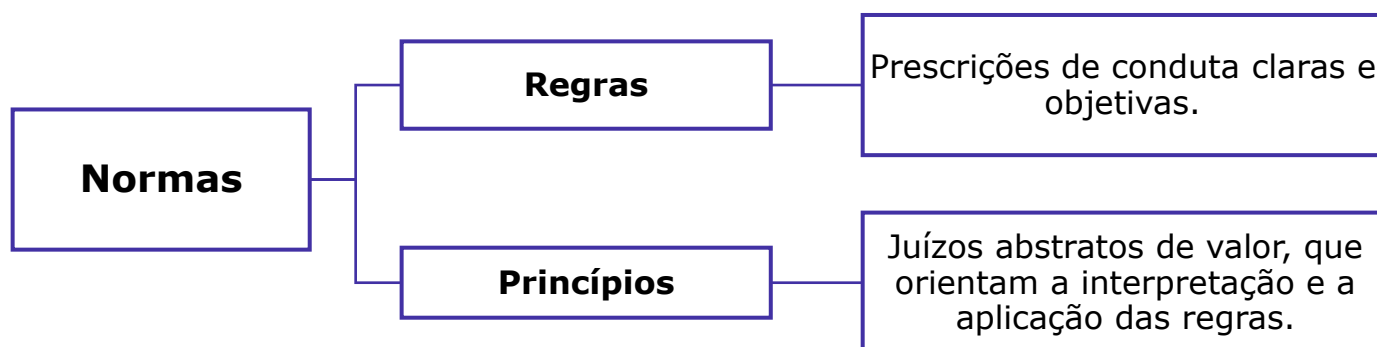 Normas
Regras
Prescrições de conduta claras e
objetivas.
Princípios
Juízos abstratos de valor, que
orientam a interpretação e a
aplicação das regras.